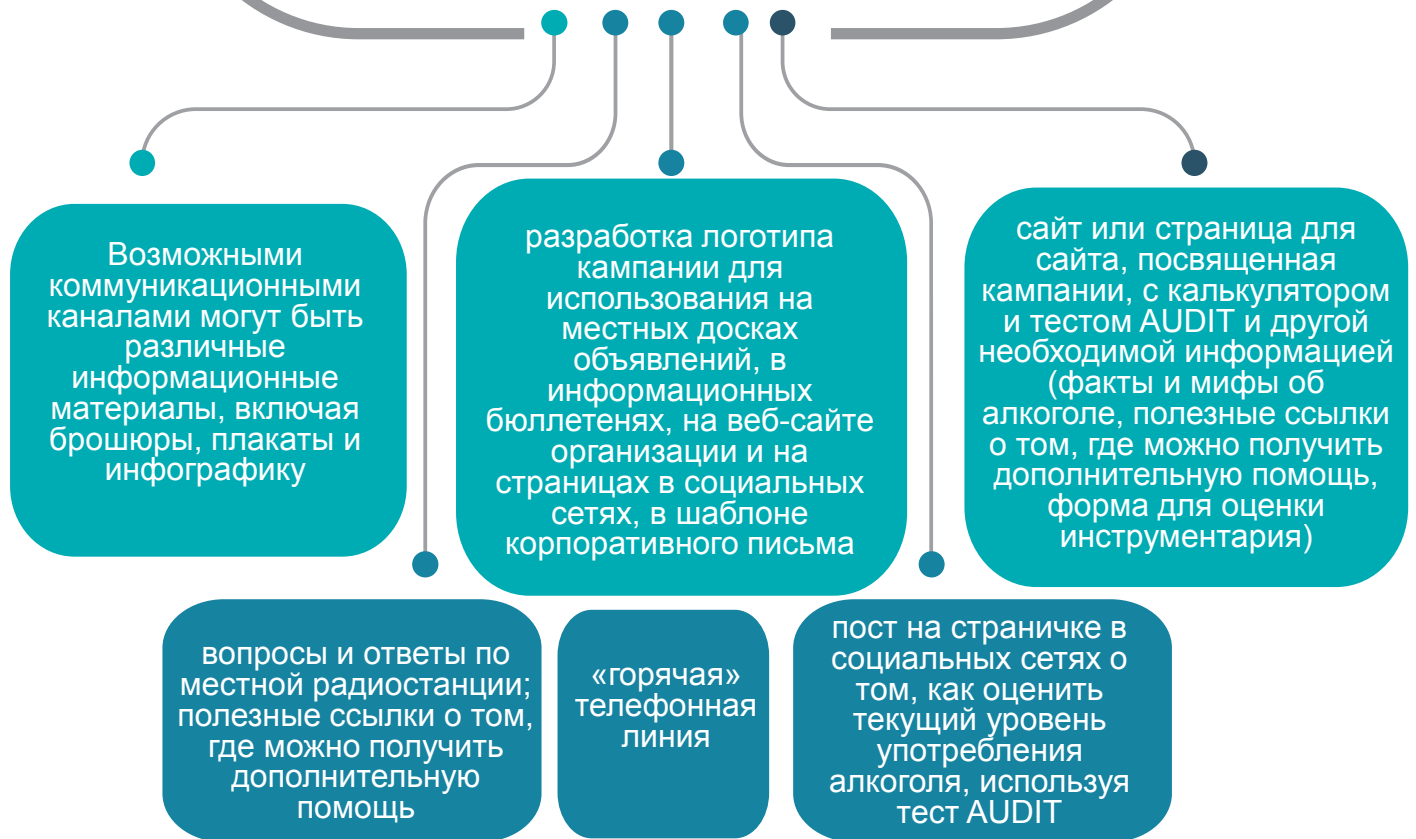 Возможными
коммуникационными
каналами могут быть
различные
информационные
материалы, включая
брошюры, плакаты и
инфографику
разработка логотипа
кампании для
использования на
местных досках
объявлений, в
информационных
бюллетенях, на веб-сайте
организации и на
страницах в социальных
сетях, в шаблоне
корпоративного письма
сайт или страница для
сайта, посвященная
кампании, с калькулятором
и тестом AUDIT и другой
необходимой информацией
(факты и мифы об
алкоголе, полезные ссылки
о том, где можно получить
дополнительную помощь,
форма для оценки
инструментария)
вопросы и ответы по
местной радиостанции;
полезные ссылки о том,
где можно получить
дополнительную
помощь
«горячая»
телефонная
линия
пост на страничке в
социальных сетях о
том, как оценить
текущий уровень
употребления
алкоголя, используя
тест AUDIT